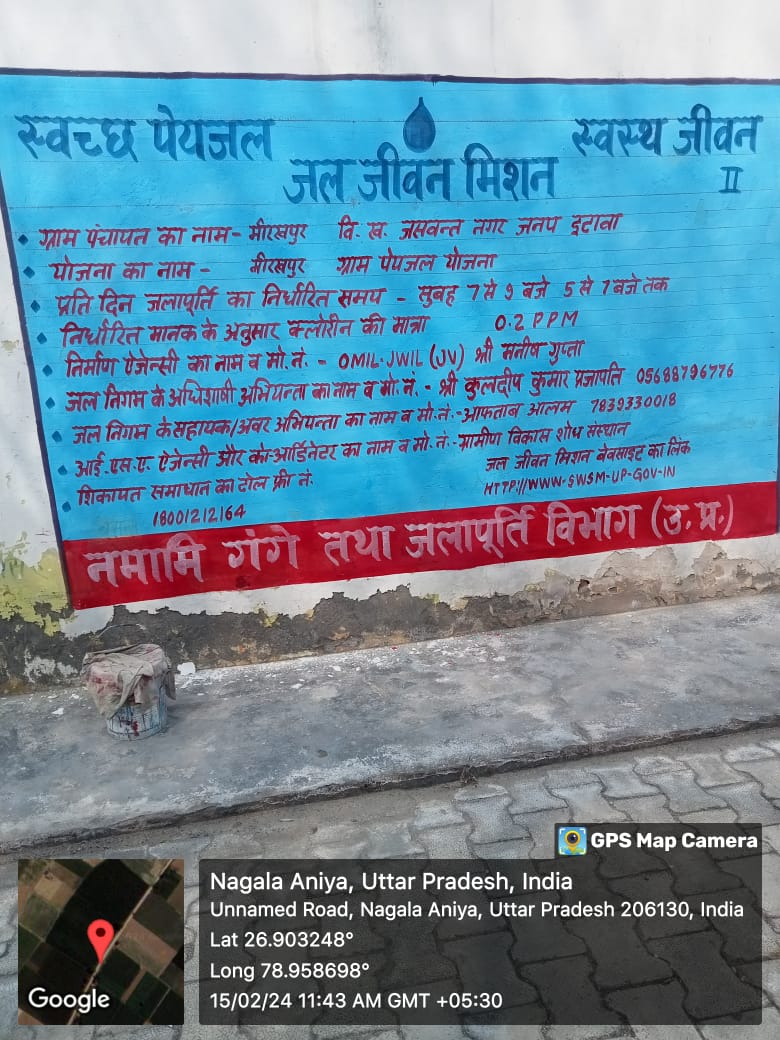 स्वच्छ पेयजल
स्वस्थ जीवन
जल जीवन मिशन
II
ग्राम पंचायत का नाम- मीरखपुर वि. ख. जसवन्त नगर जनप इटावा
योजना का नाम - मीरखपुर ग्राम पेयजल योजना
प्रति दिन जलापूर्ति का निर्धारित समय - सुबह 7 से 9 बजे 5 से 7 बजे तक
निर्धारित मानक के अनुसार क्लोरीन की मात्रा 0.2 PPM
निर्माण ऐजेन्सी का नाम व मो. नं. - OMIL-JWIL (JV) श्री मनीष गुप्ता
जल निगम के अधिशाषी अभियन्ता का नाम व मो. नं. - श्री कुलदीप कुमार प्रजापति 05688796776
जल निगम के सहायक/अवर अभियन्ता का नाम व मो. नं.-आफताब आलम 7839330018
आई. एस. ए. ऐजेन्सी और को-आर्डिनेटर का नाम व मो. नं.-ग्रामीण विकास शोध संस्थान
शिकायत समाधान का टोल फ्री नं.
18001212164
जल जीवन मिशन वेबसाइट का लिंक
HTTP//WWW-SWSM-UP-GOV-IN
नमामि गंगे तथा जलापूर्ति विभाग (उ. प्र.)
GPS Map Camera
Nagala Aniya, Uttar Pradesh, India
Unnamed Road, Nagala Aniya, Uttar Pradesh 206130, India
Lat 26.903248°
Long 78.958698°
15/02/24 11:43 AM GMT +05:30
Google